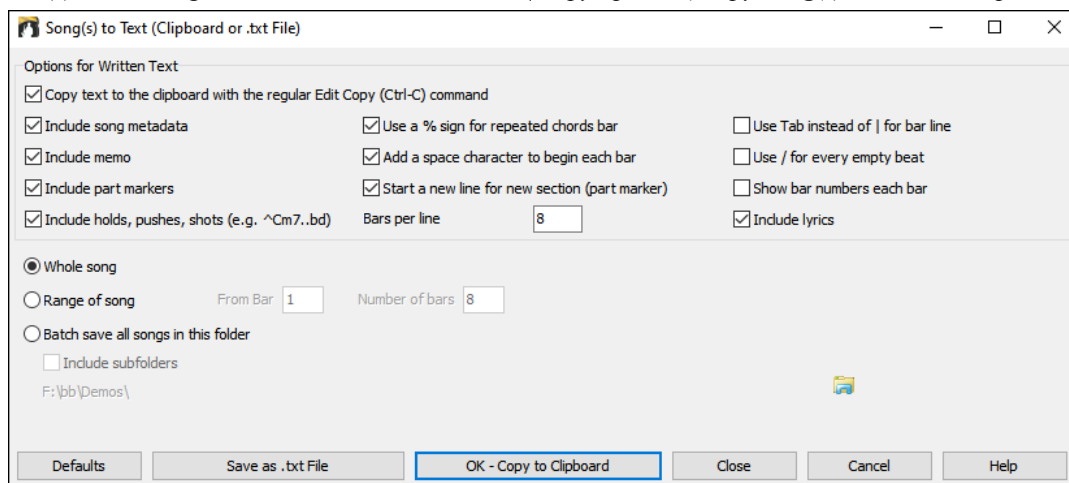 Song(s) to Text (Clipboard or .txt File)
Options for Written Text
Copy text to the clipboard with the regular Edit Copy (Ctrl-C) command
Include song metadata Use a % sign for repeated chords bar Use Tab instead of | for bar line
Include memo Add a space character to begin each bar Use / for every empty beat
Include part markers Start a new line for new section (part marker) Show bar numbers each bar
Include holds, pushes, shots (e.g. ^Cm7..bd) Bars per line 8 Include lyrics
Whole song
Range of song From Bar 1 Number of bars 8
Batch save all songs in this folder
Include subfolders
F:\bb\Demos\
Defaults Save as .txt File OK - Copy to Clipboard Close Cancel Help